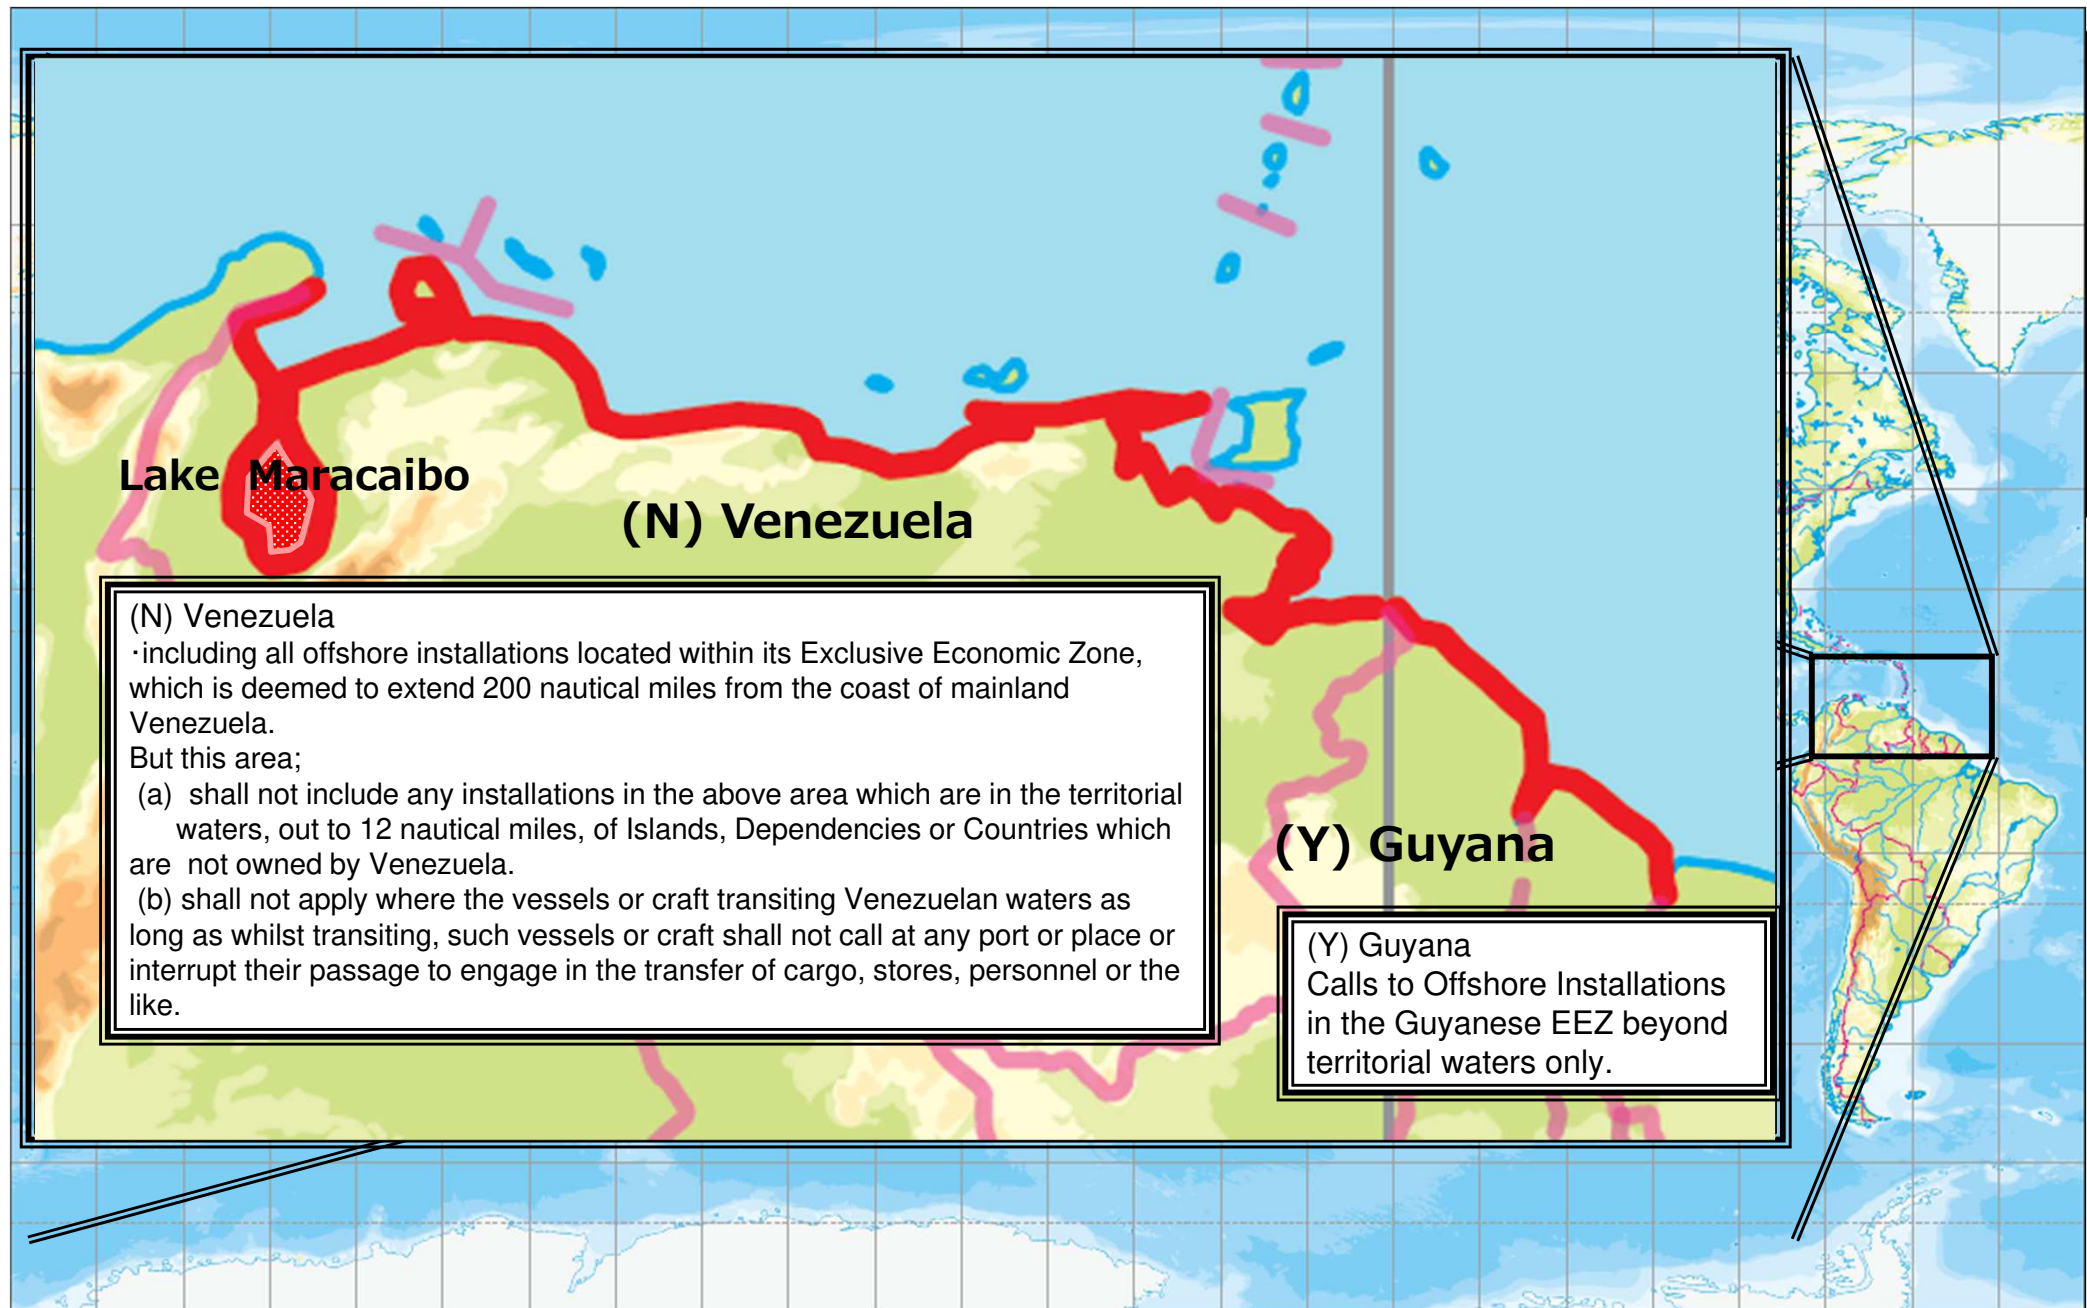 Lake Maracaibo
(N) Venezuela
(N) Venezuela
･including all offshore installations located within its Exclusive Economic Zone,
which is deemed to extend 200 nautical miles from the coast of mainland
Venezuela.
But this area;
(a) shall not include any installations in the above area which are in the territorial
waters, out to 12 nautical miles, of Islands, Dependencies or Countries which
are not owned by Venezuela.
(b) shall not apply where the vessels or craft transiting Venezuelan waters as
long as whilst transiting, such vessels or craft shall not call at any port or place or
interrupt their passage to engage in the transfer of cargo, stores, personnel or the
like.
(Y) Guyana
(Y) Guyana
Calls to Offshore Installations
in the Guyanese EEZ beyond
territorial waters only.